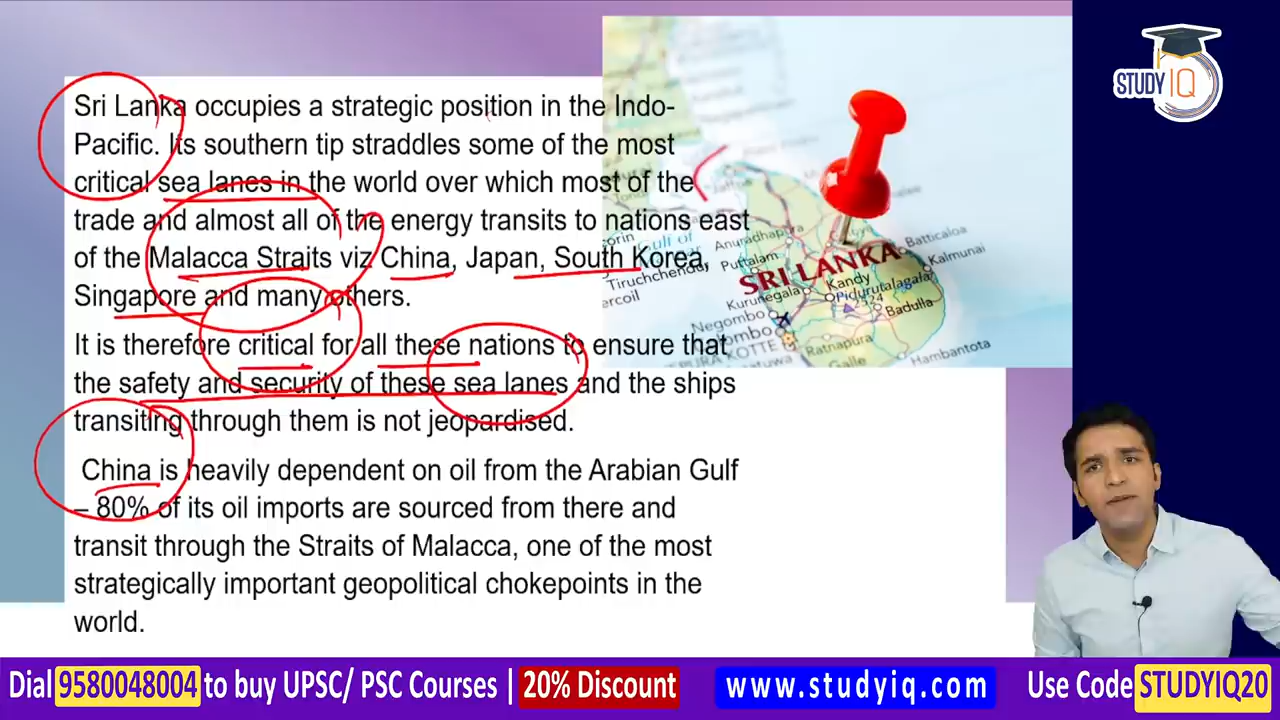 STUDY IQ
Sri Lanka occupies a strategic position in the Indo-
Pacific. Its southern tip straddles some of the most
critical sea lanes in the world over which most of the
trade and almost all of the energy transits to nations east
of the Malacca Straits viz China, Japan, South Korea,
Singapore and many others.
It is therefore critical for all these nations to ensure that
the safety and security of these sea lanes and the ships
transiting through them is not jeopardised.
China is heavily dependent on oil from the Arabian Gulf
– 80% of its oil imports are sourced from there and
transit through the Straits of Malacca, one of the most
strategically important geopolitical chokepoints in the
world.
Gulf of
Anuradhapura
Batticaloa
Tiruchchendur
Puttalam
SRI LANKA
Kalmunai
Kurunegala
Kandy
Pidurutalagala
2524
Badulla
Negombo
Ratnapura
Galle
Hambantota
Dial 9580048004 to buy UPSC/ PSC Courses | 20% Discount
www.studyiq.com
Use Code STUDYIQ20